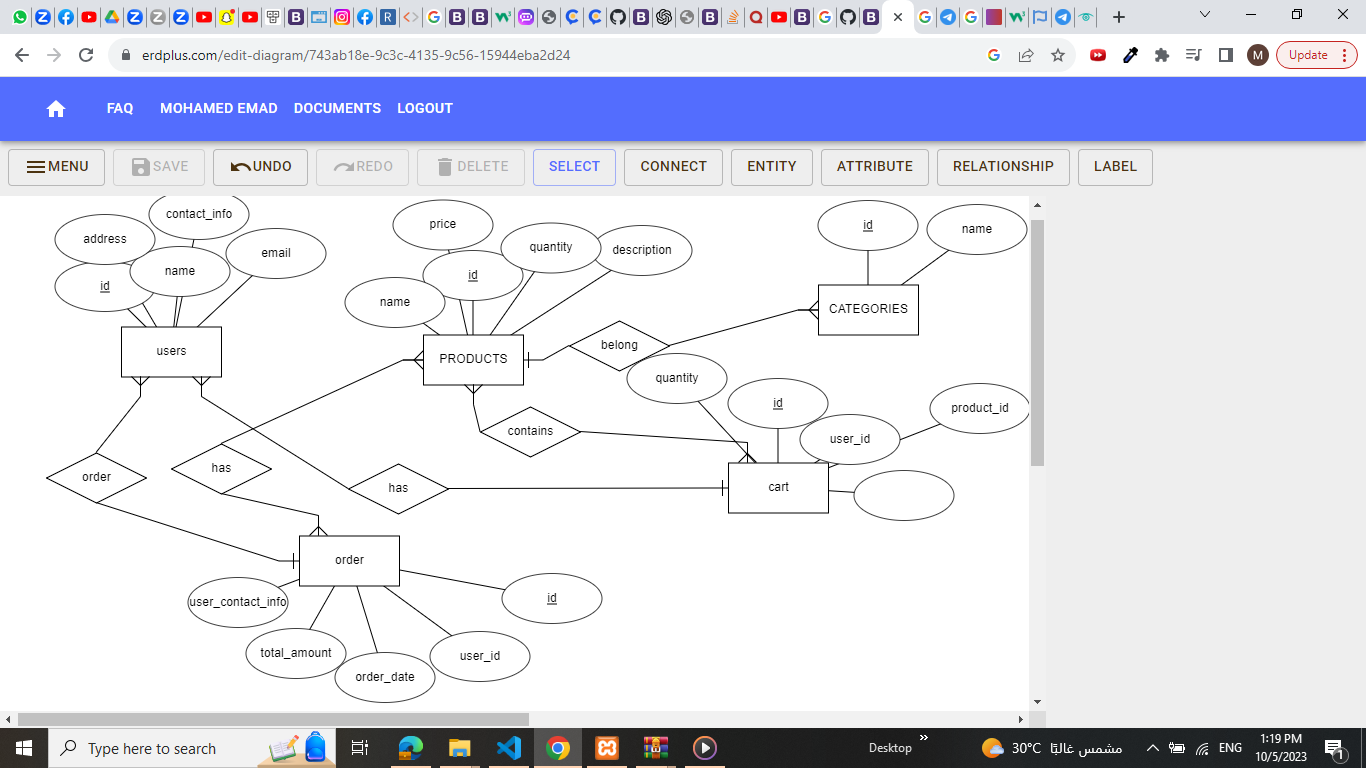 erdplus.com/edit-diagram/743ab18e-9c3c-4135-9c56-15944eba2d24
M
Update
FAQ MOHAMED EMAD DOCUMENTS LOGOUT
MENU SAVE UNDO REDO DELETE SELECT CONNECT ENTITY ATTRIBUTE RELATIONSHIP LABEL
contact_info
address
name
email
id
users
price
quantity
description
id
name
PRODUCTS
id
name
CATEGORIES
belong
quantity
id
product_id
user_id
contains
cart
order
has
has
order
user_contact_info
id
total_amount
user_id
order_date
Type here to search
Desktop
30°C مشمس غالبًا
ENG
1:19 PM
10/5/2023
1